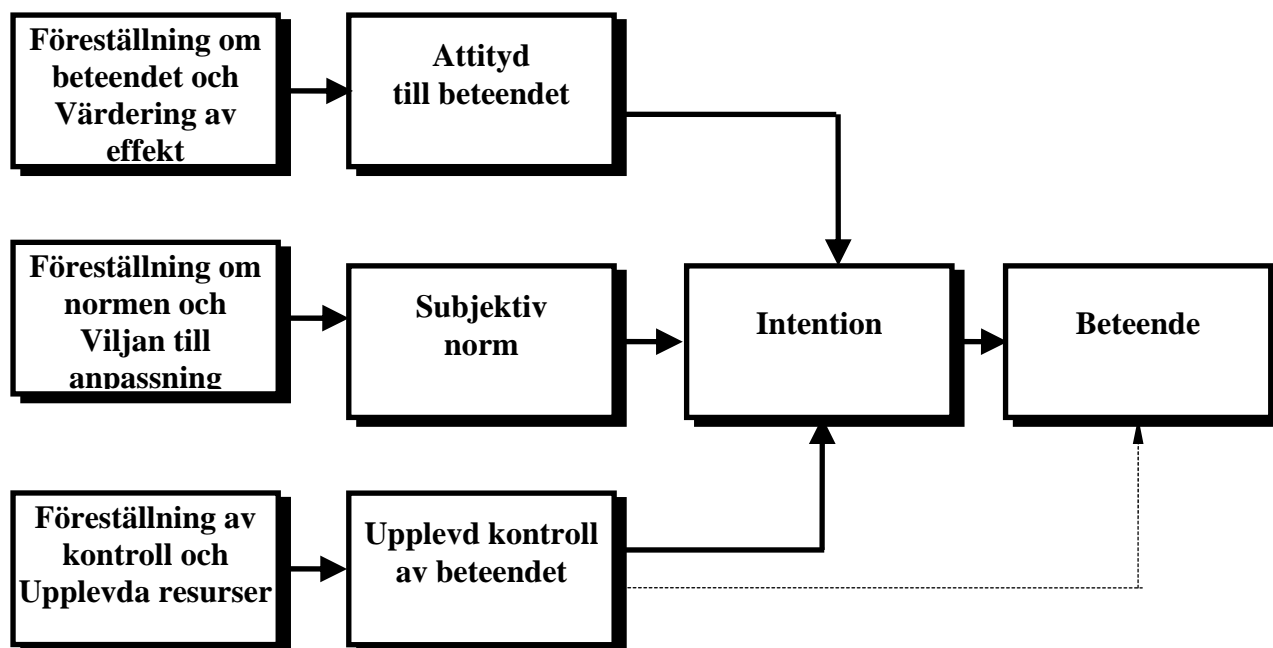 Föreställning om
beteendet och
Värdering av
effekt
Attityd
till beteendet
Föreställning om
normen och
Viljan till
anpassning
Subjektiv
norm
Intention
Beteende
Föreställning av
kontroll och
Upplevda resurser
Upplevd kontroll
av beteendet